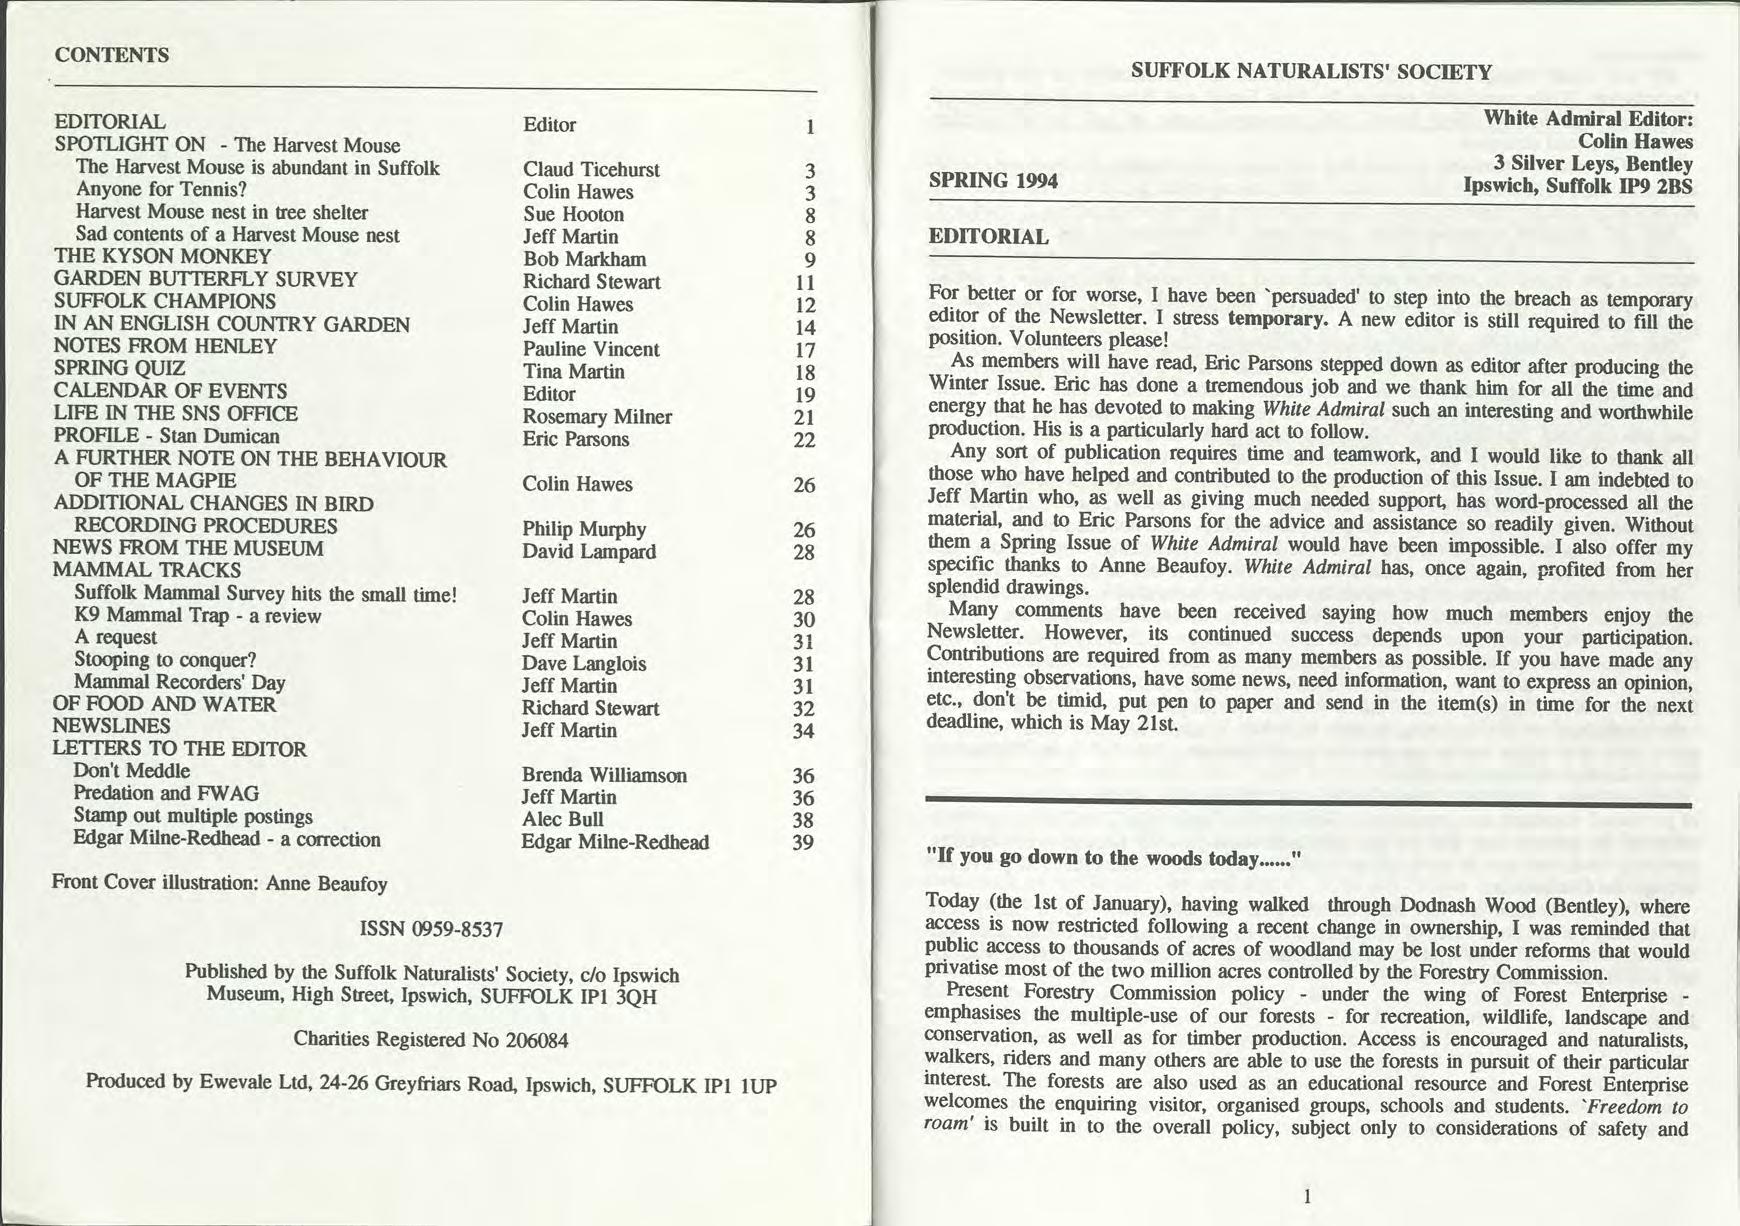 CONTENTS
EDITORIAL Editor 1
SPOTLIGHT ON - The Harvest Mouse
The Harvest Mouse is abundant in Suffolk Claud Ticehurst 3
Anyone for Tennis? Colin Hawes 3
Harvest Mouse nest in tree shelter Sue Hooton 8
Sad contents of a Harvest Mouse nest Jeff Martin 8
THE KYSON MONKEY Bob Markham 9
GARDEN BUTTERFLY SURVEY Richard Stewart 11
SUFFOLK CHAMPIONS Colin Hawes 12
IN AN ENGLISH COUNTRY GARDEN Jeff Martin 14
NOTES FROM HENLEY Pauline Vincent 17
SPRING QUIZ Tina Martin 18
CALENDAR OF EVENTS Editor 19
LIFE IN THE SNS OFFICE Rosemary Milner 21
PROFILE - Stan Dumican Eric Parsons 22
A FURTHER NOTE ON THE BEHAVIOUR
OF THE MAGPIE Colin Hawes 26
ADDITIONAL CHANGES IN BIRD
RECORDING PROCEDURES Philip Murphy 26
NEWS FROM THE MUSEUM David Lampard 28
MAMMAL TRACKS
Suffolk Mammal Survey hits the small time! Jeff Martin 28
K9 Mammal Trap - a review Colin Hawes 30
A request Jeff Martin 31
Stooping to conquer? Dave Langlois 31
Mammal Recorders' Day Jeff Martin 31
OF FOOD AND WATER Richard Stewart 32
NEWSLINES Jeff Martin 34
LETTERS TO THE EDITOR
Don't Meddle Brenda Williamson 36
Predation and FWAG Jeff Martin 36
Stamp out multiple postings Alec Bull 38
Edgar Milne-Redhead - a correction Edgar Milne-Redhead 39
Front Cover illustration: Anne Beaufoy
ISSN 0959-8537
Published by the Suffolk Naturalists' Society, c/o Ipswich
Museum, High Street, Ipswich, SUFFOLK IP1 3QH
Charities Registered No 206084
Produced by Ewevale Ltd, 24-26 Greyfriars Road, Ipswich, SUFFOLK IP1 1UP
SUFFOLK NATURALISTS' SOCIETY
White Admiral Editor:
Colin Hawes
3 Silver Leys, Bentley
SPRING 1994 Ipswich, Suffolk IP9 2BS
EDITORIAL
For better or for worse, I have been `persuaded' to step into the breach as temporary
editor of the Newsletter. I stress temporary. A new editor is still required to fill the
position. Volunteers please!
As members will have read, Eric Parsons stepped down as editor after producing the
Winter Issue. Eric has done a tremendous job and we thank him for all the time and
energy that he has devoted to making White Admiral such an interesting and worthwhile
production. His is a particularly hard act to follow.
Any sort of publication requires time and teamwork, and I would like to thank all
those who have helped and contributed to the production of this Issue. I am indebted to
Jeff Martin who, as well as giving much needed support, has word-processed all the
material, and to Eric Parsons for the advice and assistance so readily given. Without
them a Spring Issue of White Admiral would have been impossible. I also offer my
specific thanks to Anne Beaufoy. White Admiral has, once again, profited from her
splendid drawings.
Many comments have been received saying how much members enjoy the
Newsletter. However, its continued success depends upon your participation.
Contributions are required from as many members as possible. If you have made any
interesting observations, have some news, need information, want to express an opinion,
etc., don't be timid, put pen to paper and send in the item(s) in time for the next
deadline, which is May 21st.
"If you go down to the woods today......"
Today (the 1st of January), having walked through Dodnash Wood (Bentley), where
access is now restricted following a recent change in ownership, I was reminded that
public access to thousands of acres of woodland may be lost under reforms that would
privatise most of the two million acres controlled by the Forestry Commission.
Present Forestry Commission policy - under the wing of Forest Enterprise -
emphasises the multiple-use of our forests - for recreation, wildlife, landscape and
conservation, as well as for timber production. Access is encouraged and naturalists,
walkers, riders and many others are able to use the forests in pursuit of their particular
interest. The forests are also used as an educational resource and Forest Enterprise
welcomes the enquiring visitor, organised groups, schools and students. `Freedom to
roam' is built in to the overall policy, subject only to considerations of safety and
1